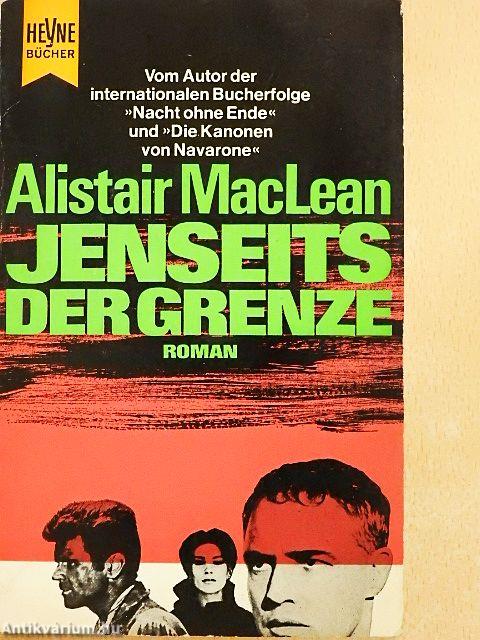 HEYNE
BÜCHER
Vom Autor der
internationalen Bucherfolge
»Nacht ohne Ende«
und »Die Kanonen
von Navarone«
Alistair MacLean
JENSEITS
DER GRENZE
ROMAN
Antikvárium.hu